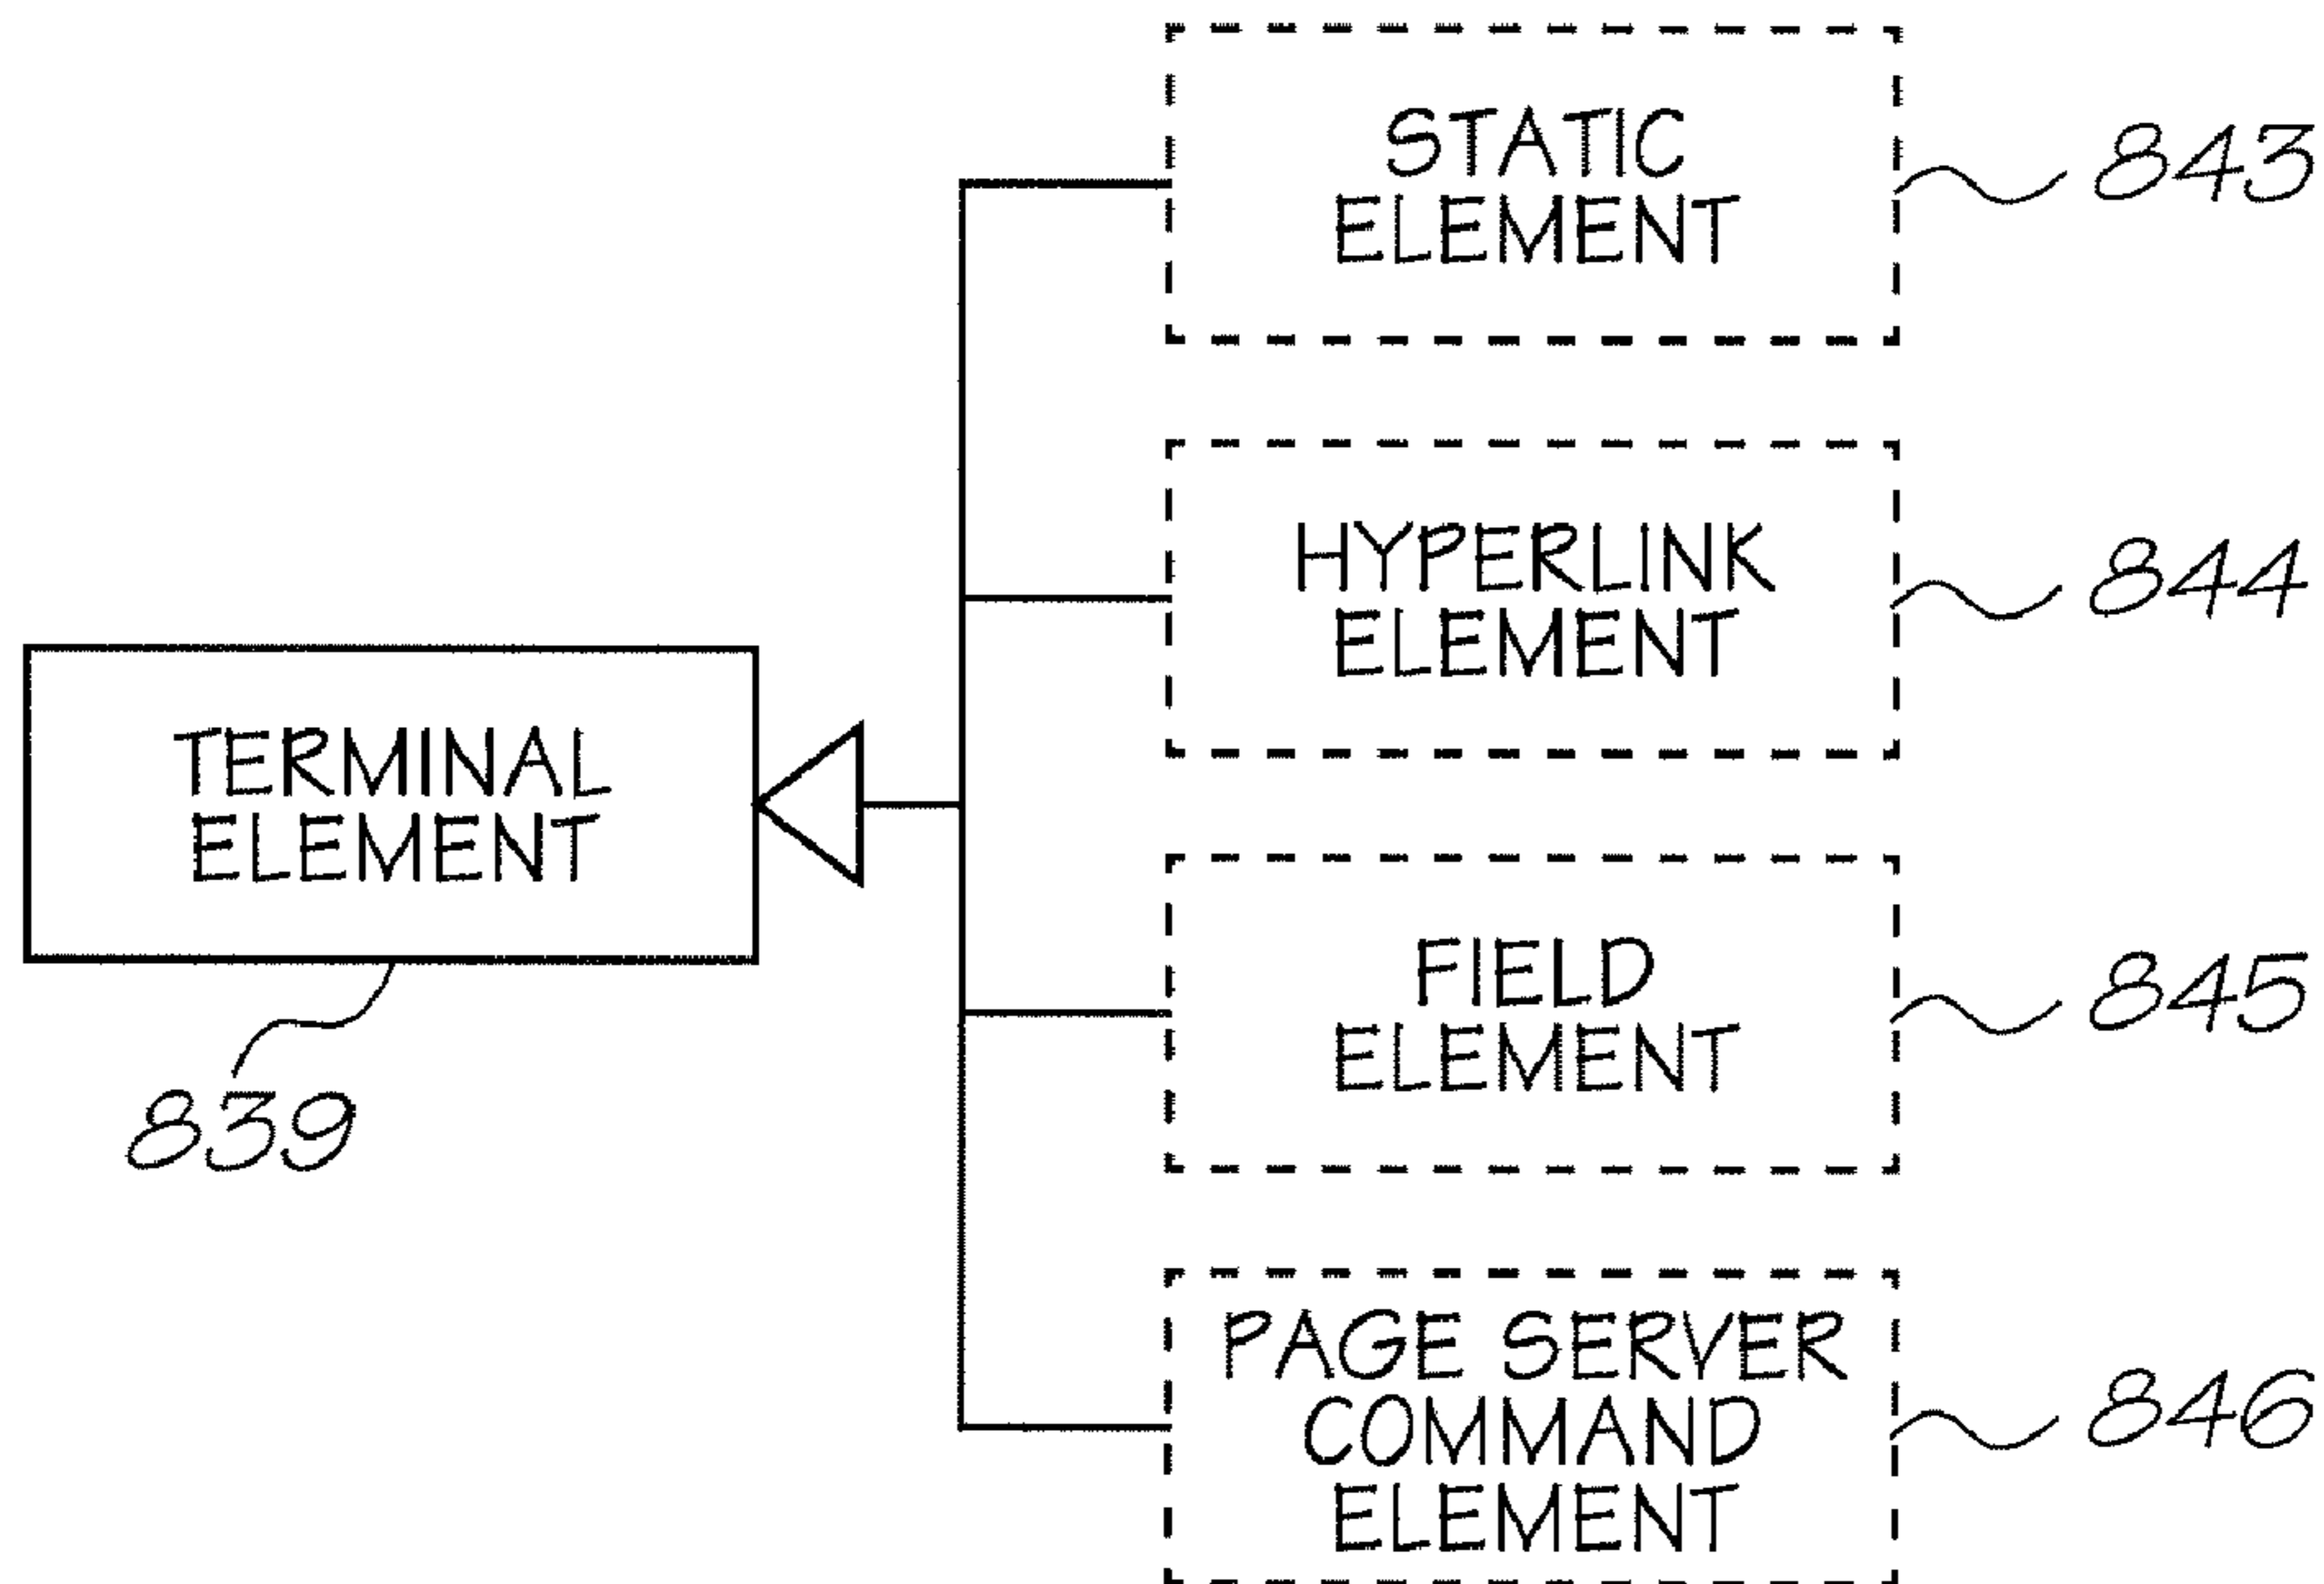 STATIC
ELEMENT
843
HYPERLINK
ELEMENT
844
TERMINAL
ELEMENT
839
FIELD
ELEMENT
845
PAGE SERVER
COMMAND
ELEMENT
846